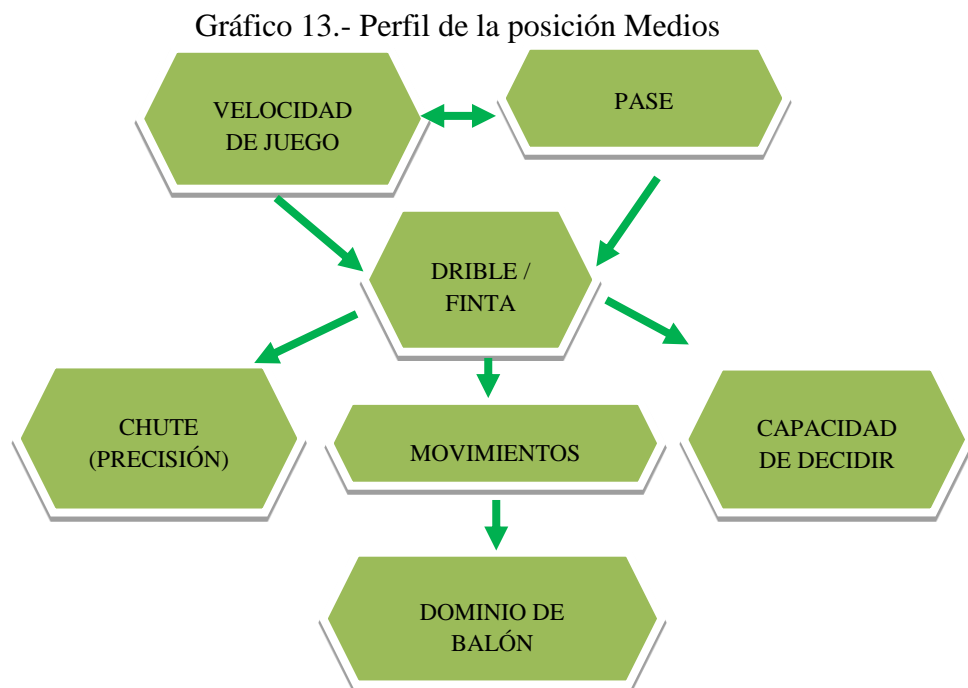 Gráfico 13.- Perfil de la posición Medios
VELOCIDAD
DE JUEGO
PASE
DRIBLE /
FINTA
CHUTE
(PRECISIÓN)
MOVIMIENTOS
CAPACIDAD
DE DECIDIR
DOMINIO DE
BALÓN